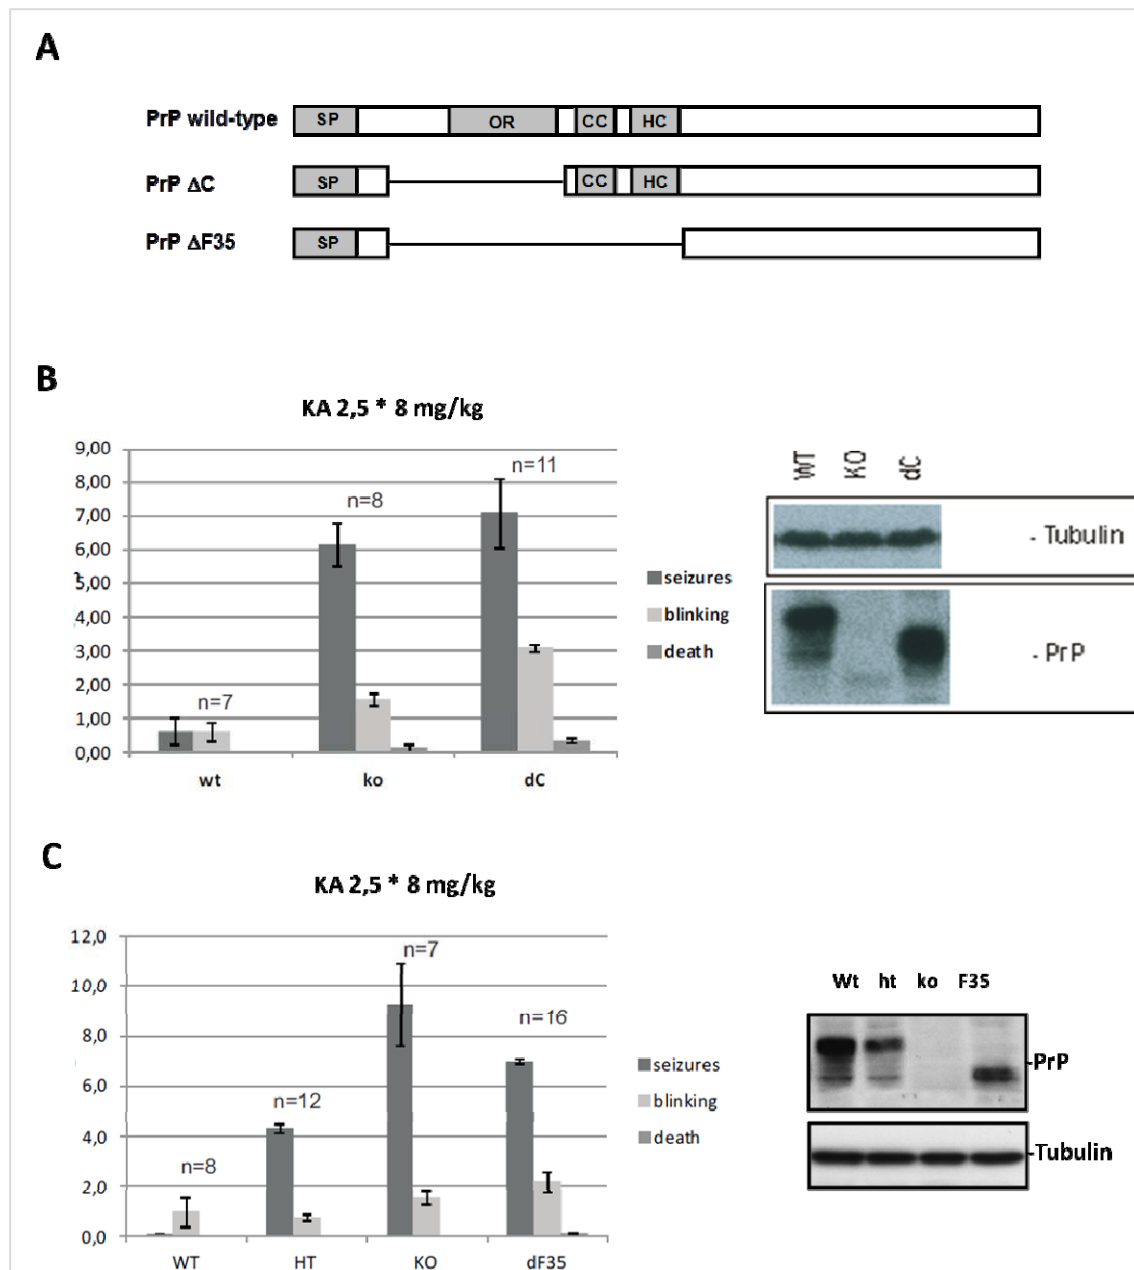 A
PrP wild-type SP OR CC HC
PrP ΔC SP CC HC
PrP ΔF35 SP
B
KA 2,5 * 8 mg/kg
9,00
8,00
7,00
6,00
5,00
4,00
3,00
2,00
1,00
0,00
n=7
n=8
n=11
wt ko dC
seizures
blinking
death
WT KO dC
- Tubulin
- PrP
C
KA 2,5 * 8 mg/kg
12,0
10,0
8,0
6,0
4,0
2,0
0,0
n=8
n=12
n=7
n=16
WT HT KO dF35
seizures
blinking
death
Wt ht ko F35
-PrP
-Tubulin